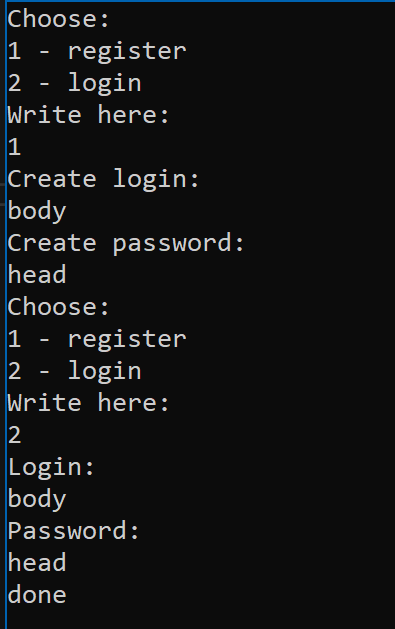 Choose:
1 - register
2 - login
Write here:
1
Create login:
body
Create password:
head
Choose:
1 - register
2 - login
Write here:
2
Login:
body
Password:
head
done